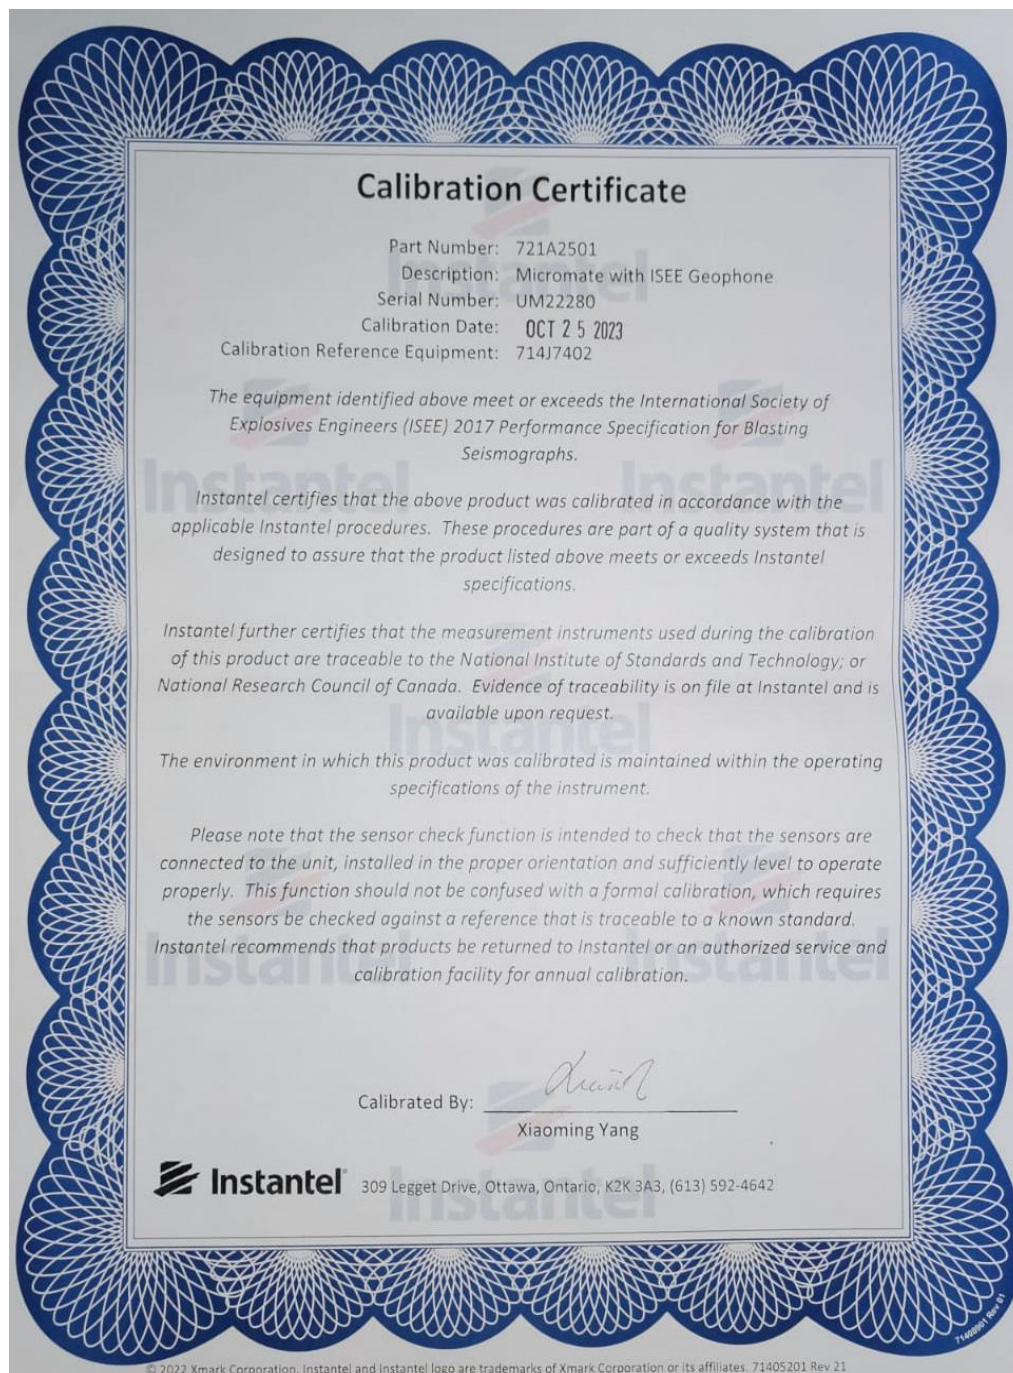 Calibration Certificate
Part Number: 721A2501
Description: Micromate with ISEE Geophone
Serial Number: UM22280
Calibration Date: OCT 25 2023
Calibration Reference Equipment: 714J7402
The equipment identified above meet or exceeds the International Society of
Explosives Engineers (ISEE) 2017 Performance Specification for Blasting
Seismographs.
Instantel certifies that the above product was calibrated in accordance with the
applicable Instantel procedures. These procedures are part of a quality system that is
designed to assure that the product listed above meets or exceeds Instantel
specifications.
Instantel further certifies that the measurement instruments used during the calibration
of this product are traceable to the National Institute of Standards and Technology; or
National Research Council of Canada. Evidence of traceability is on file at Instantel and is
available upon request.
The environment in which this product was calibrated is maintained within the operating
specifications of the instrument.
Please note that the sensor check function is intended to check that the sensors are
connected to the unit, installed in the proper orientation and sufficiently level to operate
properly. This function should not be confused with a formal calibration, which requires
the sensors be checked against a reference that is traceable to a known standard.
Instantel recommends that products be returned to Instantel or an authorized service and
calibration facility for annual calibration.
Calibrated By:
Xiaoming Yang
Instantel 309 Legget Drive, Ottawa, Ontario, K2K 3A3, (613) 592-4642
71400901 Rev 01
© 2022 Xmark Corporation. Instantel and Instantel logo are trademarks of Xmark Corporation or its affiliates. 71405201 Rev 21